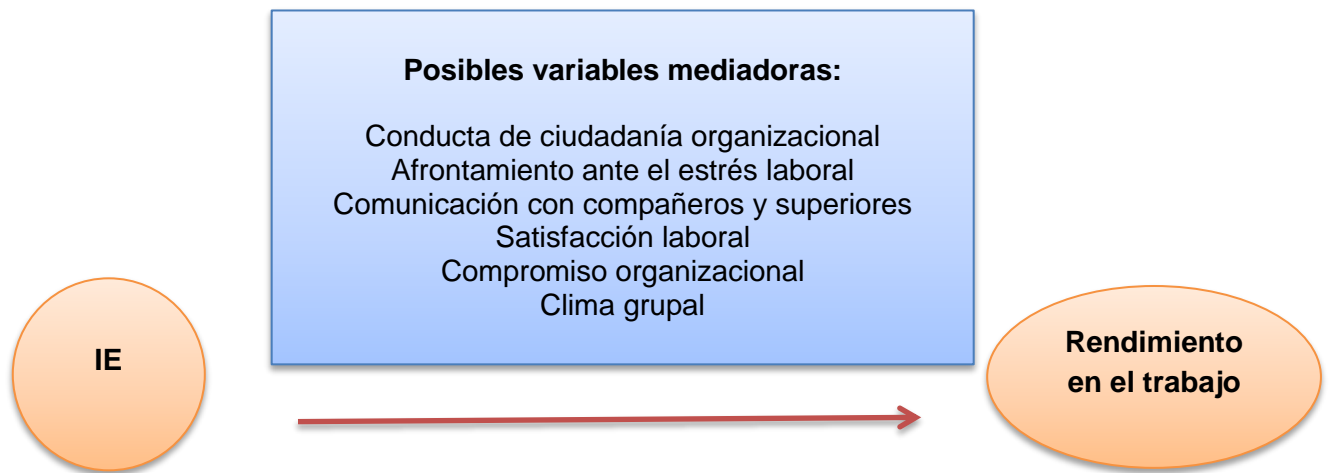 Posibles variables mediadoras:
Conducta de ciudadanía organizacional
Afrontamiento ante el estrés laboral
Comunicación con compañeros y superiores
Satisfacción laboral
Compromiso organizacional
Clima grupal
IE
Rendimiento
en el trabajo